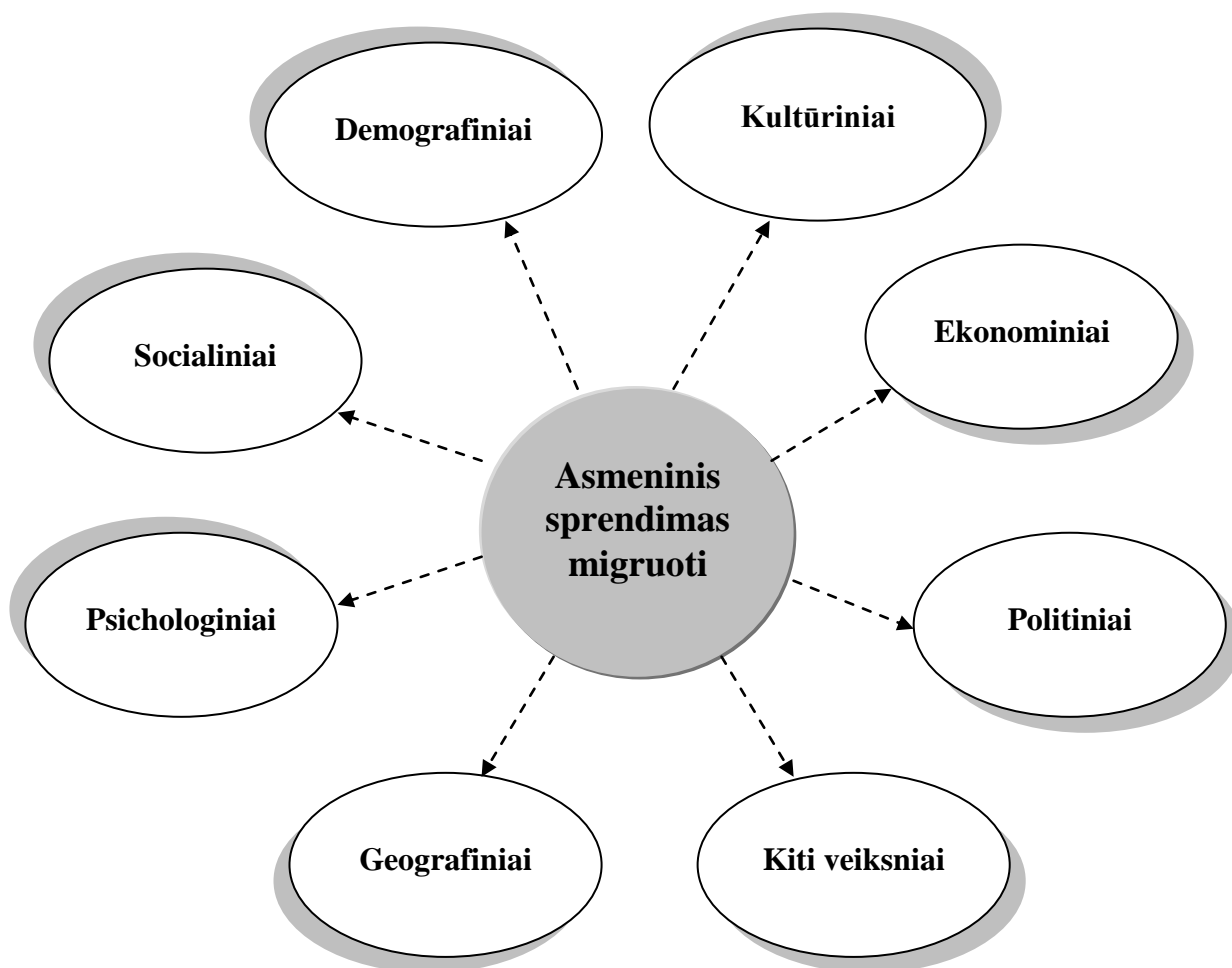 Demografiniai
Kultūriniai
Socialiniai
Ekonominiai
Asmeninis
sprendimas
migruoti
Psichologiniai
Politiniai
Geografiniai
Kiti veiksniai